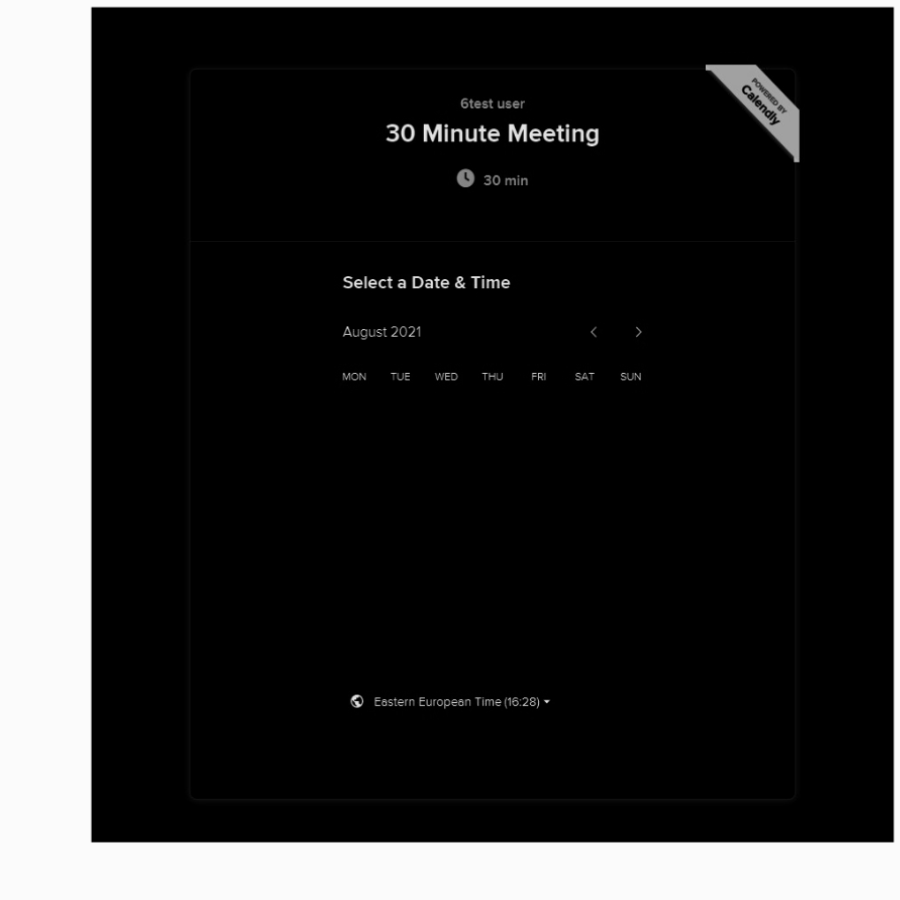 POWERED BY
Calendly
6test user
30 Minute Meeting
30 min
Select a Date & Time
August 2021
MON TUE WED THU FRI SAT SUN
Eastern European Time (16:28)